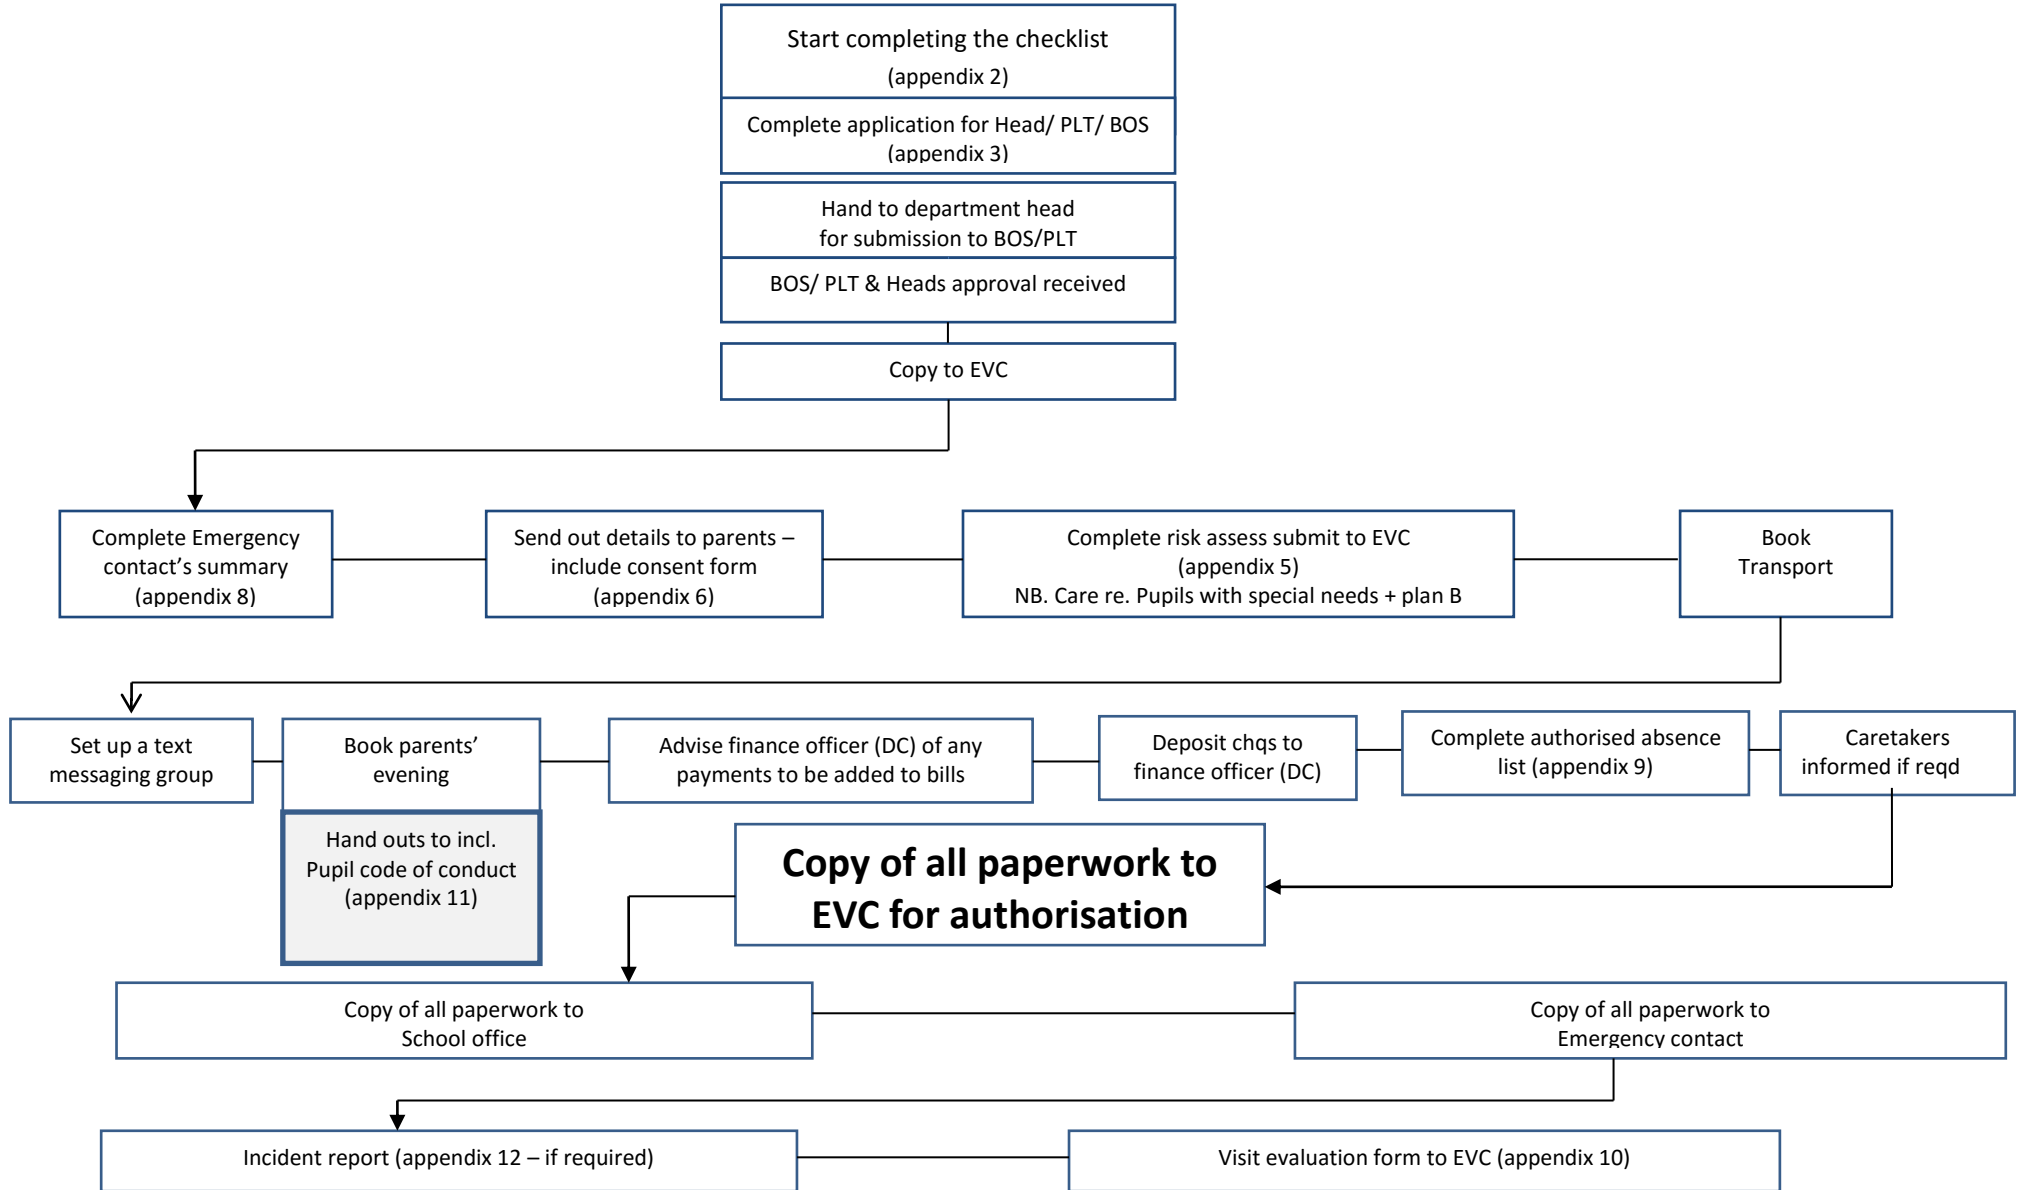 Start completing the checklist
(appendix 2)
Complete application for Head/ PLT/ BOS
(appendix 3)
Hand to department head
for submission to BOS/PLT
BOS/ PLT & Heads approval received
Copy to EVC
Complete Emergency
contact's summary
(appendix 8)
Send out details to parents –
include consent form
(appendix 6)
Complete risk assess submit to EVC
(appendix 5)
NB. Care re. Pupils with special needs + plan B
Book
Transport
Set up a text
messaging group
Book parents'
evening
Advise finance officer (DC) of any
payments to be added to bills
Deposit chqs to
finance officer (DC)
Complete authorised absence
list (appendix 9)
Caretakers
informed if reqd
Hand outs to incl.
Pupil code of conduct
(appendix 11)
Copy of all paperwork to
EVC for authorisation
Copy of all paperwork to
School office
Copy of all paperwork to
Emergency contact
Incident report (appendix 12 – if required)
Visit evaluation form to EVC (appendix 10)